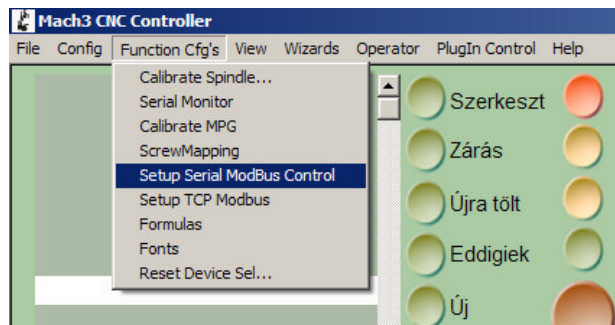 Mach3 CNC Controller
File Config Function Cfg's View Wizards Operator PlugIn Control Help
Calibrate Spindle...
Serial Monitor
Calibrate MPG
ScrewMapping
Setup Serial ModBus Control
Setup TCP Modbus
Formulas
Fonts
Reset Device Sel...
Szerkeszt
Zárás
Újra tölt
Eddigiek
Új